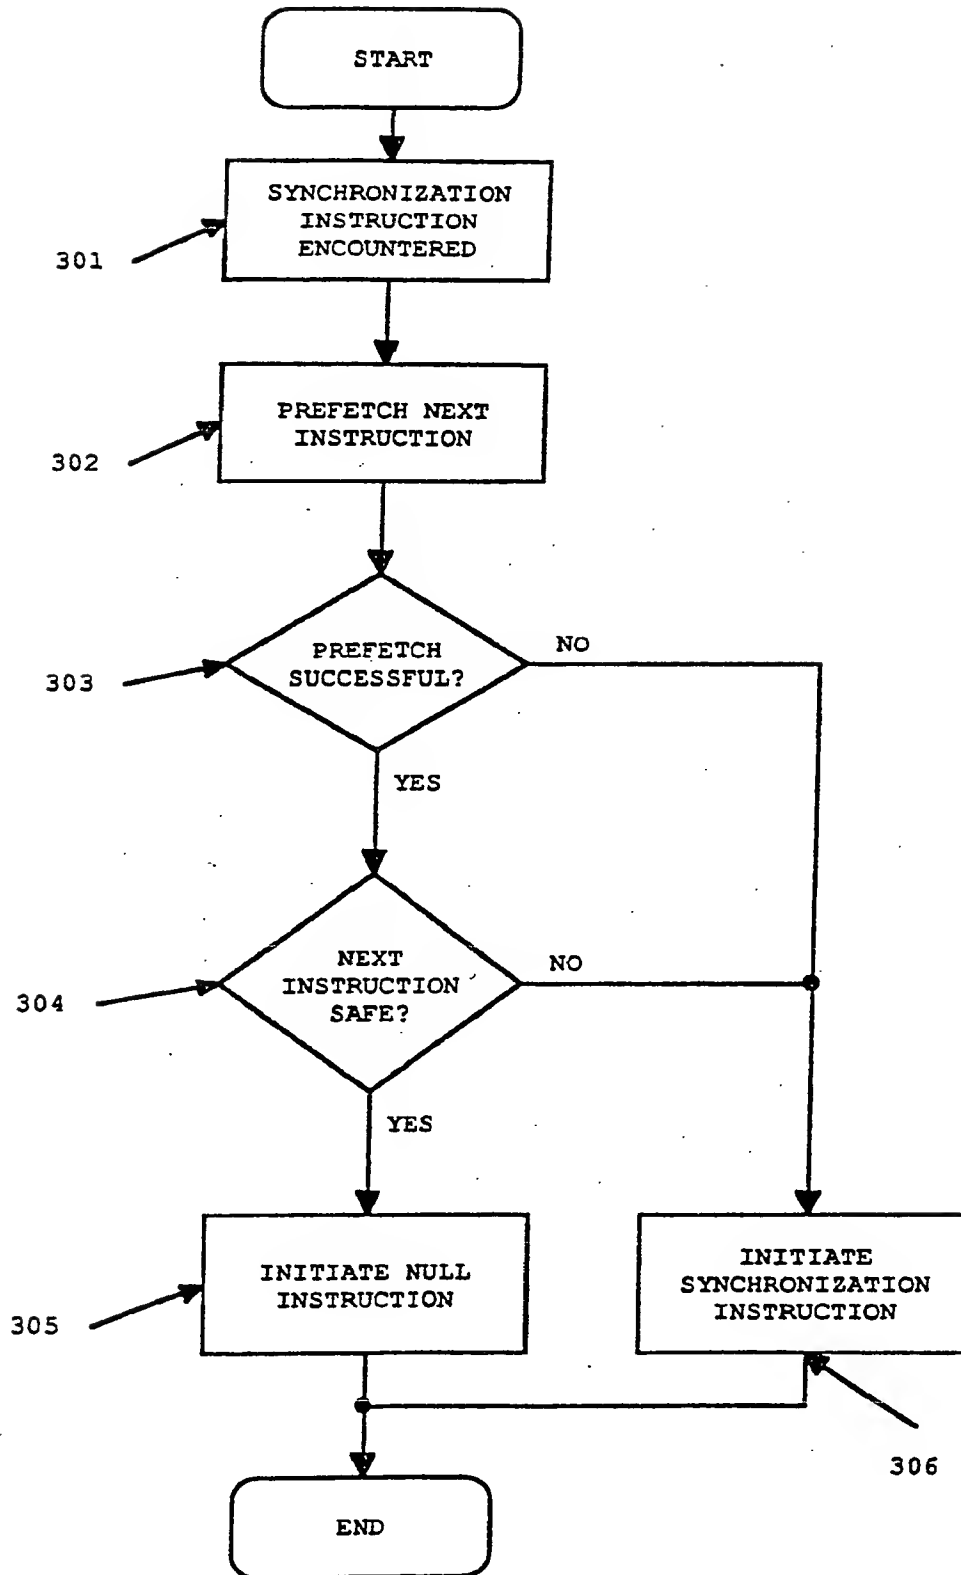 START
SYNCHRONIZATION
INSTRUCTION
ENCOUNTERED
301
PREFETCH NEXT
INSTRUCTION
302
PREFETCH
SUCCESSFUL?
NO
303
YES
NEXT
INSTRUCTION
SAFE?
NO
304
YES
INITIATE NULL
INSTRUCTION
305
INITIATE
SYNCHRONIZATION
INSTRUCTION
306
END